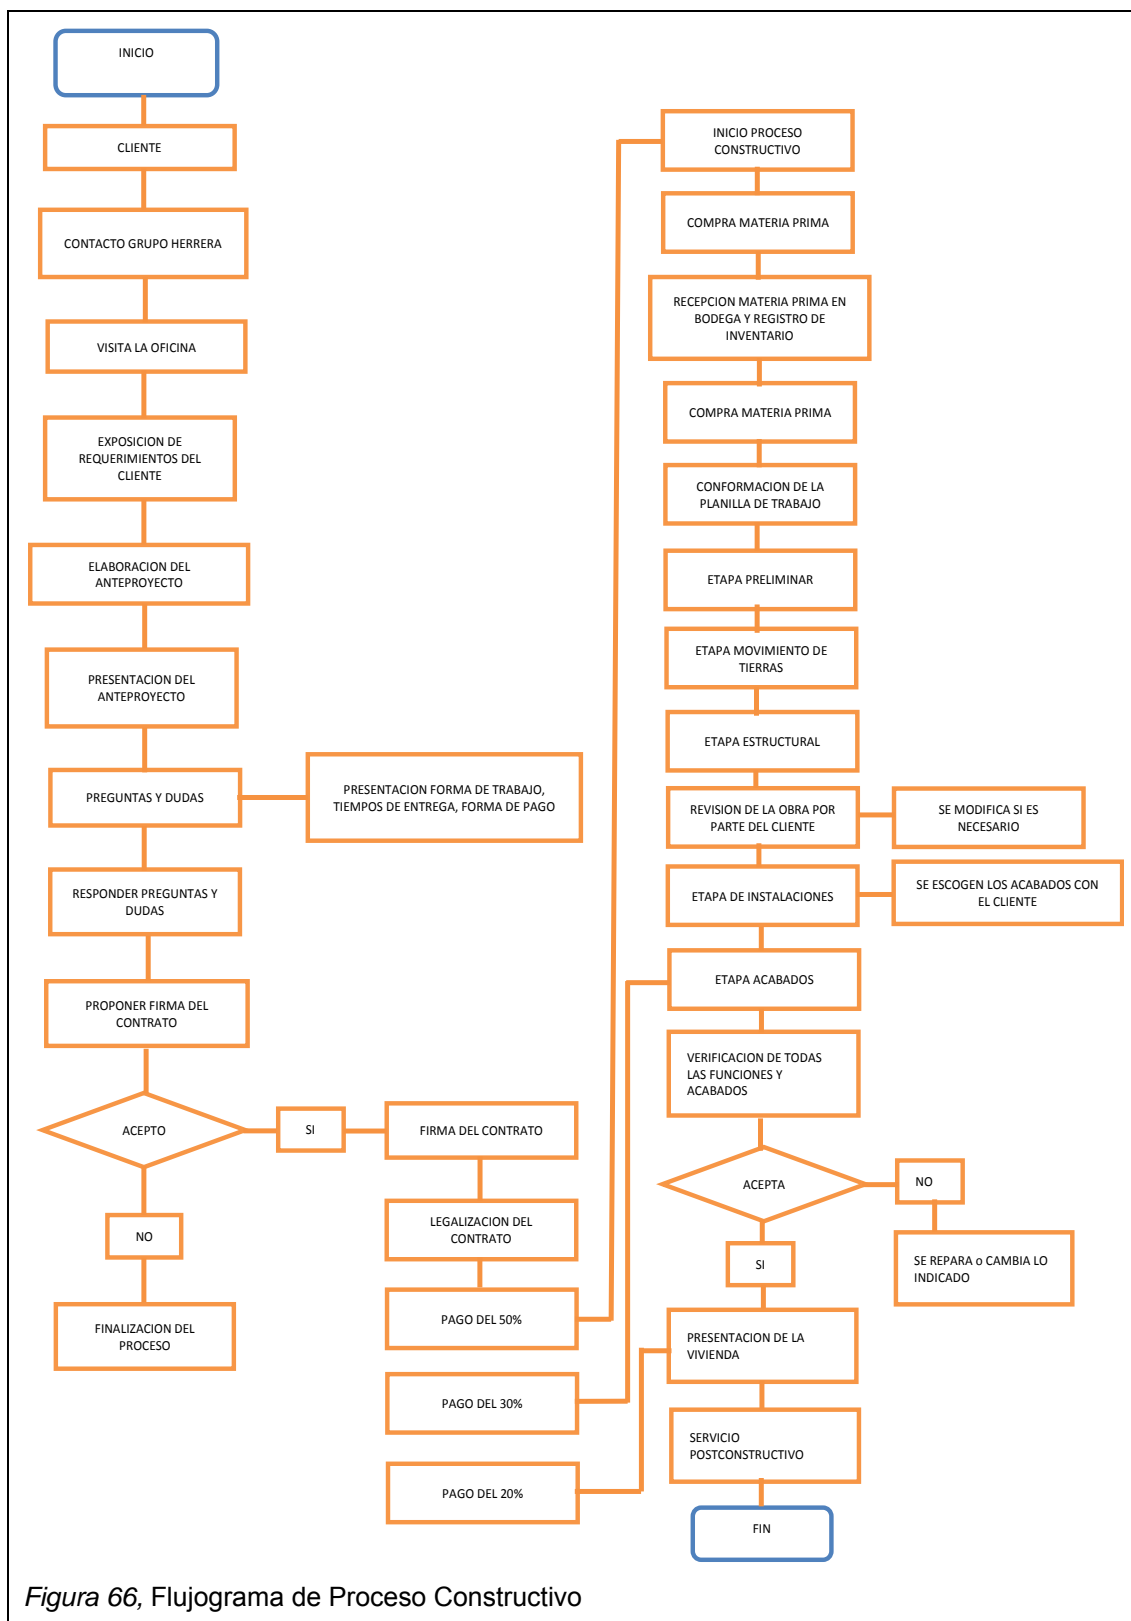 INICIO
CLIENTE
CONTACTO GRUPO HERRERA
VISITA LA OFICINA
EXPOSICION DE
REQUERIMIENTOS DEL
CLIENTE
ELABORACION DEL
ANTEPROYECTO
PRESENTACION DEL
ANTEPROYECTO
PREGUNTAS Y DUDAS
PRESENTACION FORMA DE TRABAJO,
TIEMPOS DE ENTREGA, FORMA DE PAGO
RESPONDER PREGUNTAS Y
DUDAS
PROPONER FIRMA DEL
CONTRATO
ACEPTO
SI
NO
FINALIZACION DEL
PROCESO
FIRMA DEL CONTRATO
LEGALIZACION DEL
CONTRATO
PAGO DEL 50%
PAGO DEL 30%
PAGO DEL 20%
INICIO PROCESO
CONSTRUCTIVO
COMPRA MATERIA PRIMA
RECEPCION MATERIA PRIMA EN
BODEGA Y REGISTRO DE
INVENTARIO
COMPRA MATERIA PRIMA
CONFORMACION DE LA
PLANILLA DE TRABAJO
ETAPA PRELIMINAR
ETAPA MOVIMIENTO DE
TIERRAS
ETAPA ESTRUCTURAL
REVISION DE LA OBRA POR
PARTE DEL CLIENTE
SE MODIFICA SI ES
NECESARIO
ETAPA DE INSTALACIONES
SE ESCOGEN LOS ACABADOS CON
EL CLIENTE
ETAPA ACABADOS
VERIFICACION DE TODAS
LAS FUNCIONES Y
ACABADOS
ACEPTA
NO
SE REPARA o CAMBIA LO
INDICADO
SI
PRESENTACION DE LA
VIVIENDA
SERVICIO
POSTCONSTRUCTIVO
FIN
Figura 66, Flujograma de Proceso Constructivo